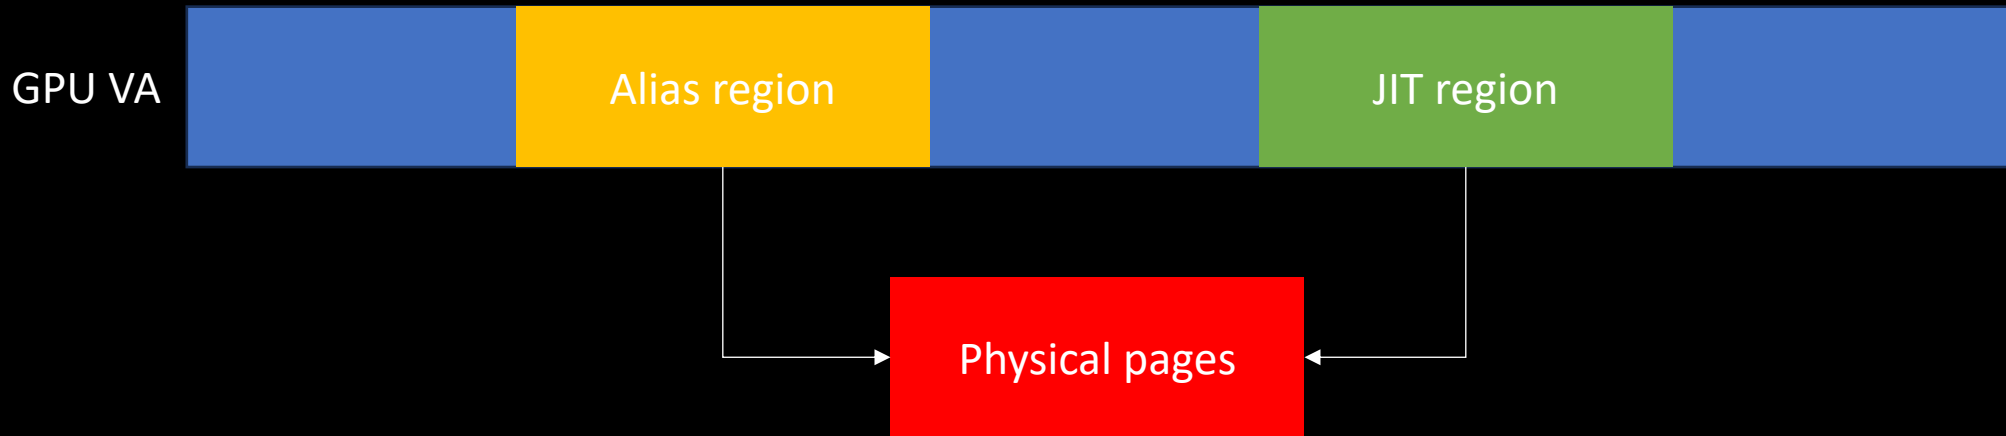 GPU VA
Alias region
JIT region
Physical pages